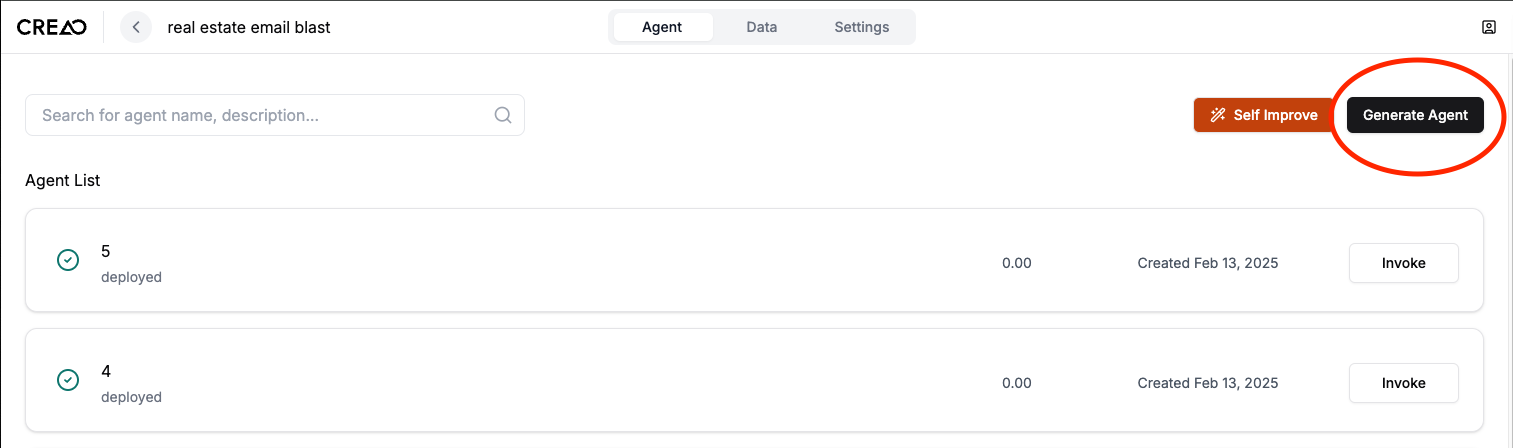 CREAO
real estate email blast
Agent Data Settings
Search for agent name, description...
Self Improve
Generate Agent
Agent List
5
deployed
0.00
Created Feb 13, 2025
Invoke
4
deployed
0.00
Created Feb 13, 2025
Invoke